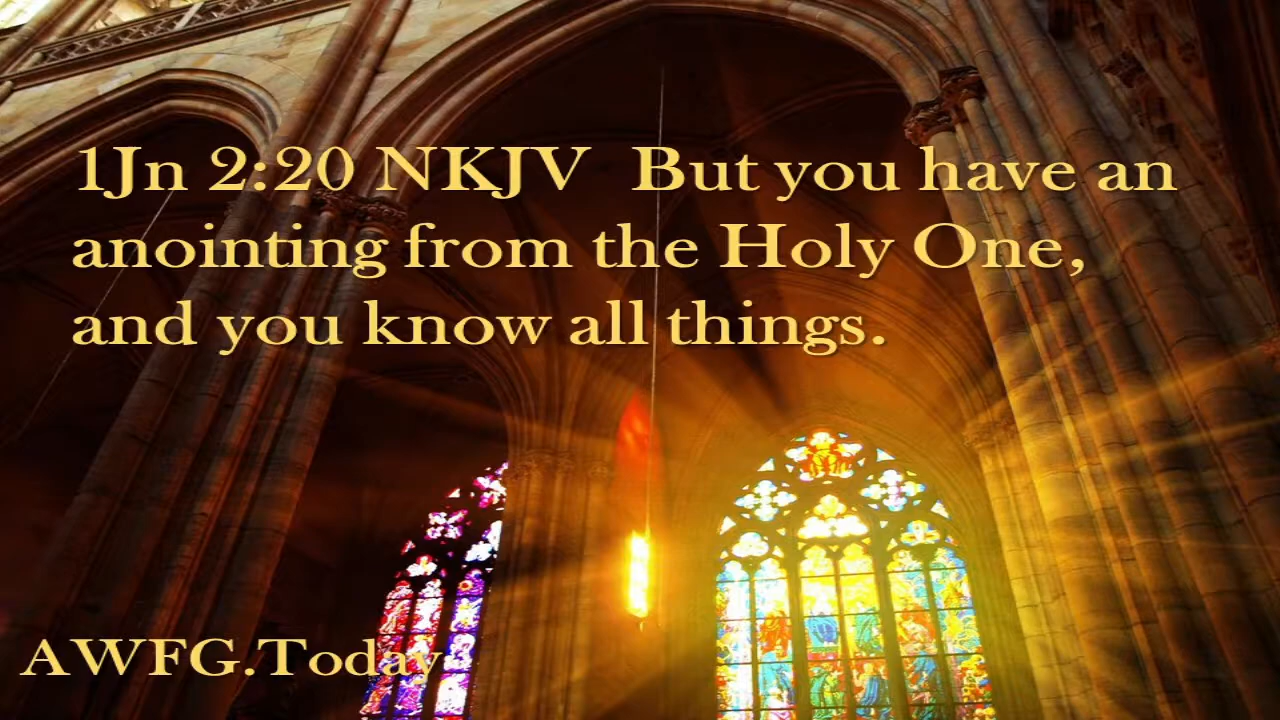 1Jn 2:20 NKJV  But you have an
anointing from the Holy One,
and you know all things.
AWFG.Today